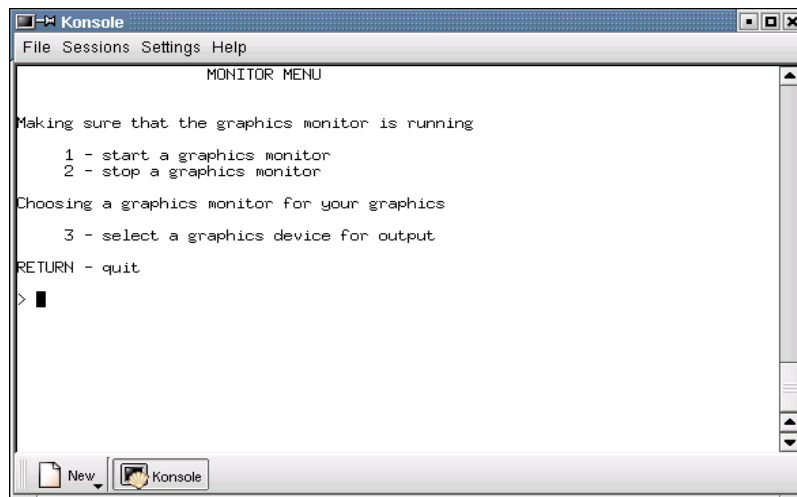 Konsole
File Sessions Settings Help
MONITOR MENU
Making sure that the graphics monitor is running
1 - start a graphics monitor
2 - stop a graphics monitor
Choosing a graphics monitor for your graphics
3 - select a graphics device for output
RETURN - quit
>
New Konsole